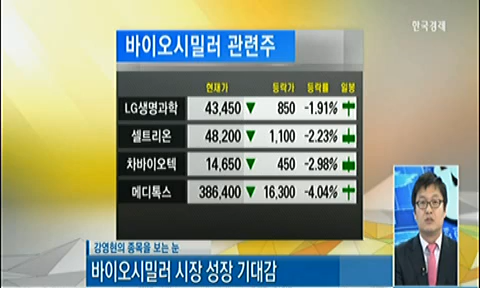 한국경제
바이오시밀러 관련주
현재가 등락가 등락률 일봉
LG생명과학 43,450 ▼ 850 -1.91%
셀트리온 48,200 ▼ 1,100 -2.23%
차바이오텍 14,650 ▼ 450 -2.98%
메디톡스 386,400 ▼ 16,300 -4.04%
김영현의 종목을 보는 눈
바이오시밀러 시장 성장 기대감